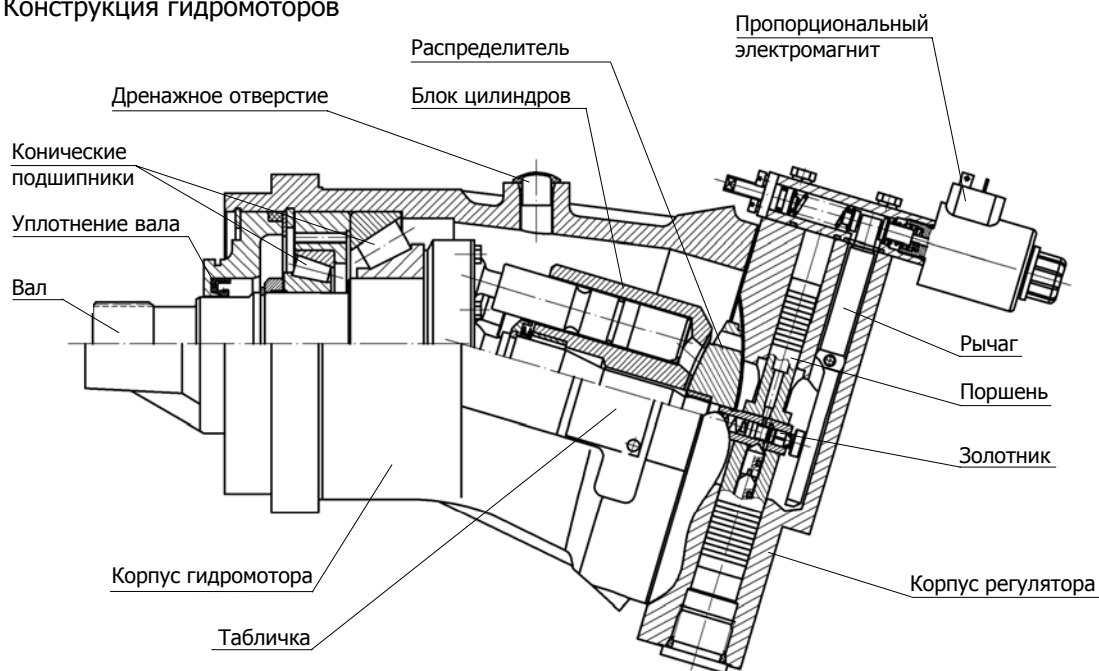 Конструкция гидромоторов
Пропорциональный
электромагнит
Распределитель
Блок цилиндров
Дренажное отверстие
Конические
подшипники
Уплотнение вала
Вал
Рычаг
Поршень
Золотник
Корпус гидромотора
Корпус регулятора
Табличка